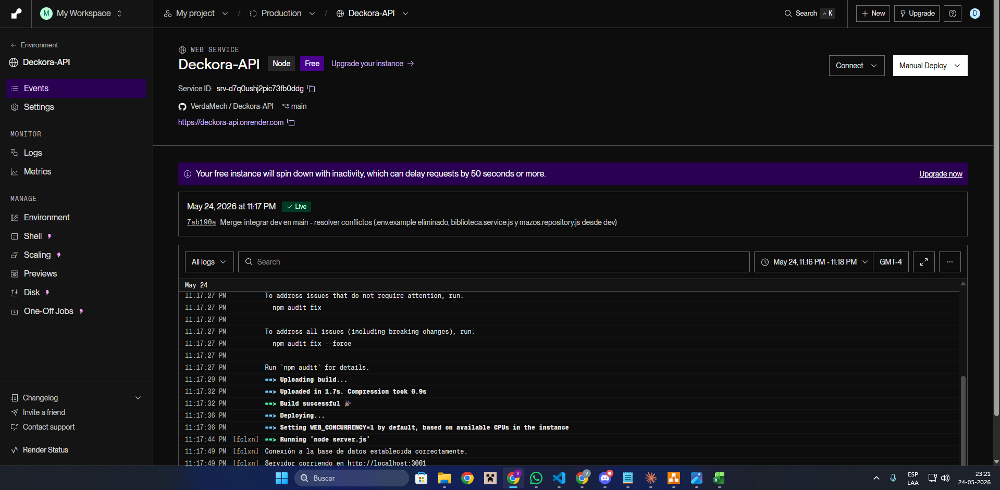 M My Workspace
My project / Production / Deckora-API
Search ^ K
+ New
Upgrade
D
← Environment
Deckora-API
Events
Settings
MONITOR
Logs
Metrics
MANAGE
Environment
Shell
Scaling
Previews
Disk
One-Off Jobs
Changelog
Invite a friend
Contact support
Render Status
WEB SERVICE
Deckora-API Node Free Upgrade your instance →
Connect
Manual Deploy
Service ID: srv-d7q0ushj2pic73fb0ddg
VerdaMech / Deckora-API main
https://deckora-api.onrender.com
Your free instance will spin down with inactivity, which can delay requests by 50 seconds or more.
Upgrade now
May 24, 2026 at 11:17 PM ✓ Live
7ab190a Merge: integrar dev en main - resolver conflictos (.env.example eliminado, biblioteca.service.js y mazos.repository.js desde dev)
All logs
Search
May 24, 11:16 PM - 11:18 PM
GMT-4
...
May 24
11:17:27 PM To address issues that do not require attention, run:
11:17:27 PM npm audit fix
11:17:27 PM
11:17:27 PM To address all issues (including breaking changes), run:
11:17:27 PM npm audit fix --force
11:17:27 PM
11:17:27 PM Run `npm audit` for details.
11:17:29 PM ==> Uploading build...
11:17:32 PM ==> Uploaded in 1.7s. Compression took 0.9s
11:17:32 PM ==> Build successful 🎉
11:17:36 PM ==> Deploying...
11:17:36 PM ==> Setting WEB_CONCURRENCY=1 by default, based on available CPUs in the instance
11:17:44 PM [fclxn] ==> Running 'node server.js'
11:17:49 PM [fclxn] Conexión a la base de datos establecida correctamente.
11:17:49 PM [fclxn] Servidor corriendo en http://localhost:3001
Buscar
V
V
ESP
LAA
23:21
24-05-2026